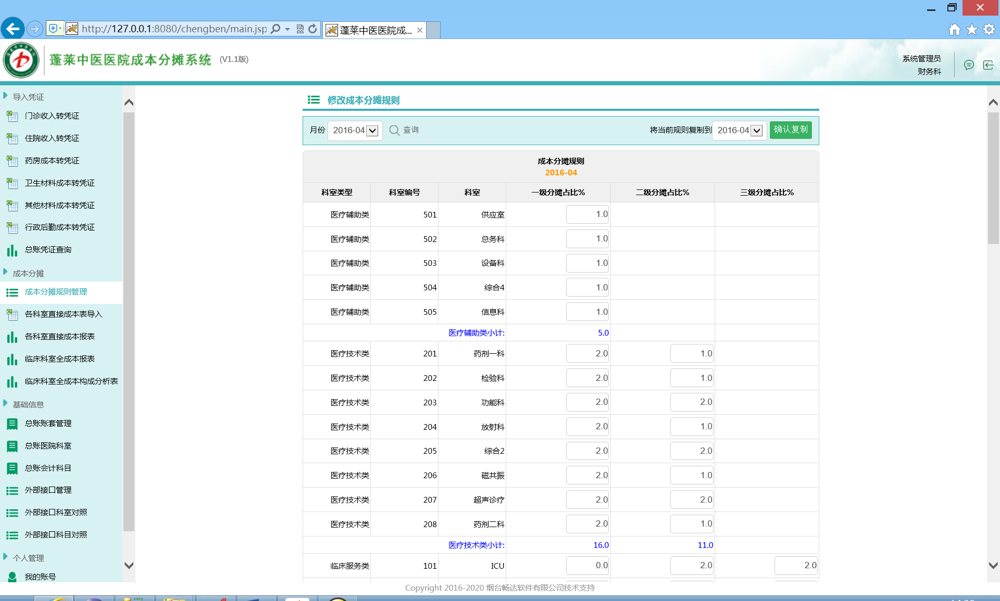 http://127.0.0.1:8080/chengben/main.jsp
蓬莱中医医院成...
蓬莱中医医院成本分摊系统 (V1.1版)
系统管理员
财务科
导入凭证
门诊收入转凭证
住院收入转凭证
药房成本转凭证
卫生材料成本转凭证
其他材料成本转凭证
行政后勤成本转凭证
总账凭证查询
成本分摊
成本分摊规则管理
各科室直接成本表导入
各科室直接成本报表
临床科室全成本报表
临床科室全成本构成分析表
基础信息
总账账套管理
总账医院科室
总账会计科目
外部接口管理
外部接口科室对照
外部接口科目对照
个人管理
我的账号
修改成本分摊规则
月份 2016-04 查询 将当前规则复制到 2016-04 确认复制
成本分摊规则
2016-04
科室类型 科室编号 科室 一级分摊占比% 二级分摊占比% 三级分摊占比%
医疗辅助类 501 供应室 1.0
医疗辅助类 502 总务科 1.0
医疗辅助类 503 设备科 1.0
医疗辅助类 504 综合4 1.0
医疗辅助类 505 信息科 1.0
医疗辅助类小计: 5.0
医疗技术类 201 药剂一科 2.0 1.0
医疗技术类 202 检验科 2.0 1.0
医疗技术类 203 功能科 2.0 2.0
医疗技术类 204 放射科 2.0 1.0
医疗技术类 205 综合2 2.0 2.0
医疗技术类 206 磁共振 2.0 1.0
医疗技术类 207 超声诊疗 2.0 2.0
医疗技术类 208 药剂二科 2.0 1.0
医疗技术类小计: 16.0 11.0
临床服务类 101 ICU 0.0 2.0 2.0
Copyright 2016-2020 烟台畅达软件有限公司技术支持